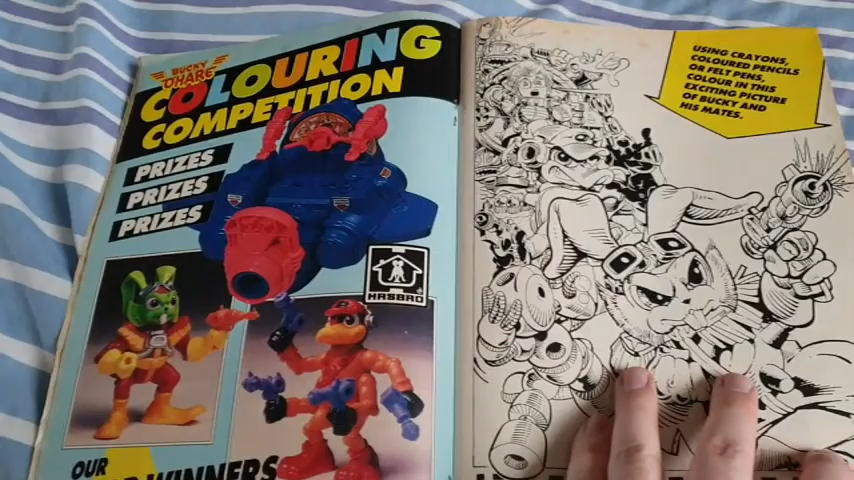 BUCKY
O'HARE
COLOURING
COMPETITION
PRIZES
PRIZES
PRIZES
HASBRO
OUR
WINNERS
USING CRAYONS,
COLOURED PENCILS
OR FELT PENS,
COLOUR IN THIS
EXCITING PICTURE
OF BUCKY AND
HIS MATES.